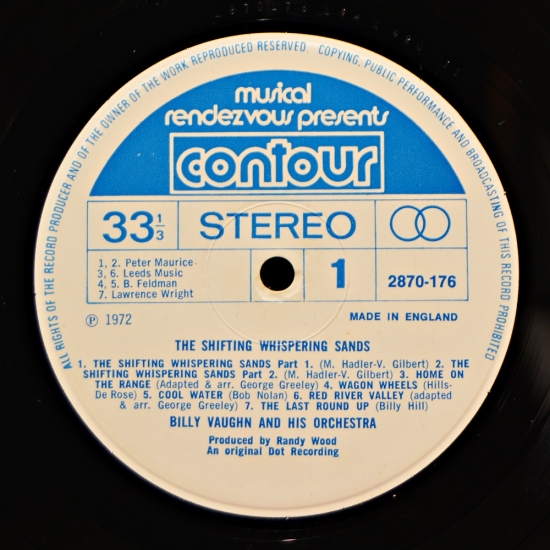 ALL RIGHTS OF THE RECORD PRODUCER AND OF THE OWNER OF THE WORK REPRODUCED RESERVED. COPYING, PUBLIC PERFORMANCE AND BROADCASTING OF THIS RECORD PROHIBITED
musical
rendezvous presents
contour
33 1/3 STEREO
1, 2. Peter Maurice
3, 6. Leeds Music
4, 5. B. Feldman
7. Lawrence Wright
1
2870-176
Ⓟ 1972
MADE IN ENGLAND
THE SHIFTING WHISPERING SANDS
1. THE SHIFTING WHISPERING SANDS Part 1. (M. Hadler-V. Gilbert) 2. THE
SHIFTING WHISPERING SANDS Part 2. (M. Hadler-V. Gilbert) 3. HOME ON
THE RANGE (Adapted & arr. George Greeley) 4. WAGON WHEELS (Hills-
De Rose) 5. COOL WATER (Bob Nolan) 6. RED RIVER VALLEY (adapted
& arr. George Greeley) 7. THE LAST ROUND UP (Billy Hill)
BILLY VAUGHN AND HIS ORCHESTRA
Produced by Randy Wood
An original Dot Recording